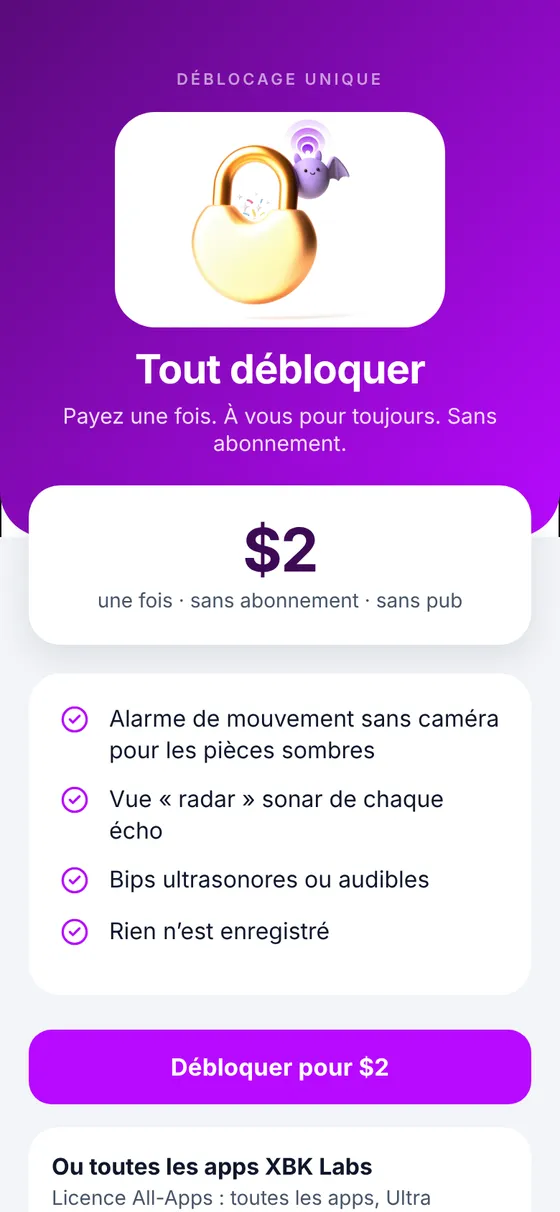 DÉBLOCAGE UNIQUE
Tout débloquer
Payez une fois. À vous pour toujours. Sans
abonnement.
$2
une fois · sans abonnement · sans pub
Alarme de mouvement sans caméra
pour les pièces sombres
Vue « radar » sonar de chaque
écho
Bips ultrasonores ou audibles
Rien n’est enregistré
Débloquer pour $2
Ou toutes les apps XBK Labs
Licence All-Apps : toutes les apps, Ultra